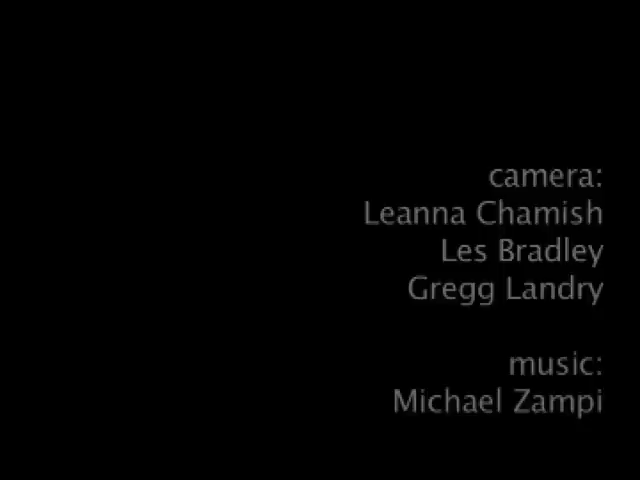 camera:
Leanna Chamish
Les Bradley
Gregg Landry
music:
Michael Zampi